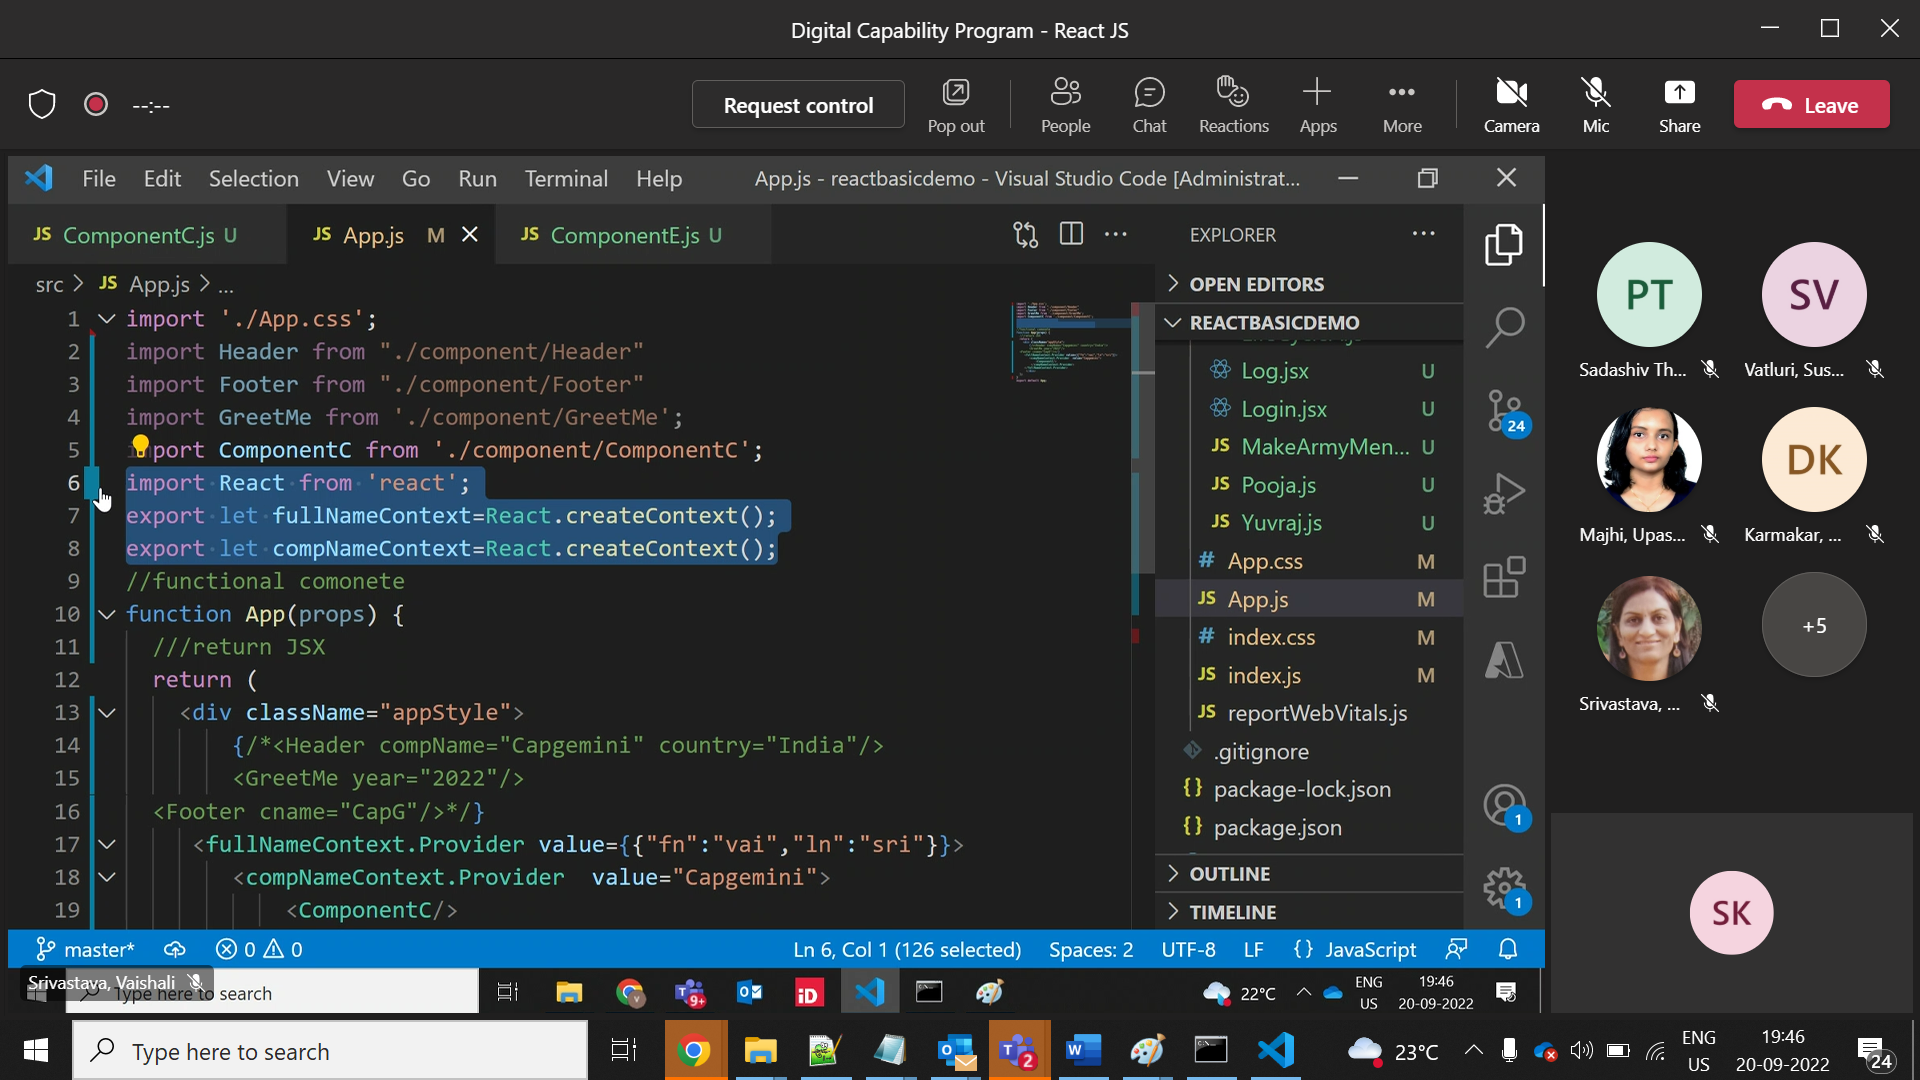 Digital Capability Program - React JS
--:--
Request control
Pop out
People
Chat
Reactions
Apps
More
Camera
Mic
Share
Leave
File Edit Selection View Go Run Terminal Help
App.js - reactbasicdemo - Visual Studio Code [Administrat...
JS ComponentC.js U
JS App.js M
JS ComponentE.js U
src > JS App.js > ...
1 import './App.css';
2 import Header from "./component/Header"
3 import Footer from "./component/Footer"
4 import GreetMe from './component/GreetMe';
5 import ComponentC from './component/ComponentC';
6 import React from 'react';
7 export let fullNameContext=React.createContext();
8 export let compNameContext=React.createContext();
9 //functional comonete
10 function App(props) {
11 ///return JSX
12 return (
13 <div className="appStyle">
14 {/*<Header compName="Capgemini" country="India"/>
15 <GreetMe year="2022"/>
16 <Footer cname="CapG"/>*/}
17 <fullNameContext.Provider value={{"fn":"vai","ln":"sri"}}>
18 <compNameContext.Provider value="Capgemini">
19 <ComponentC/>
EXPLORER
OPEN EDITORS
REACTBASICDEMO
Log.jsx U
Login.jsx U
JS MakeArmyMen... U
JS Pooja.js U
JS Yuvraj.js U
# App.css M
JS App.js M
# index.css M
JS index.js M
JS reportWebVitals.js
.gitignore
{} package-lock.json
{} package.json
OUTLINE
TIMELINE
24
1
1
PT
Sadashiv Th...
SV
Vatluri, Sus...
Majhi, Upas...
DK
Karmakar, ...
Srivastava, ...
+5
SK
master* 0 0
Ln 6, Col 1 (126 selected) Spaces: 2 UTF-8 LF {} JavaScript
Srivastava, Vaishali
Type here to search
9+
iD
22°C
ENG
US
19:46
20-09-2022
Type here to search
2
23°C
ENG
US
19:46
20-09-2022
24